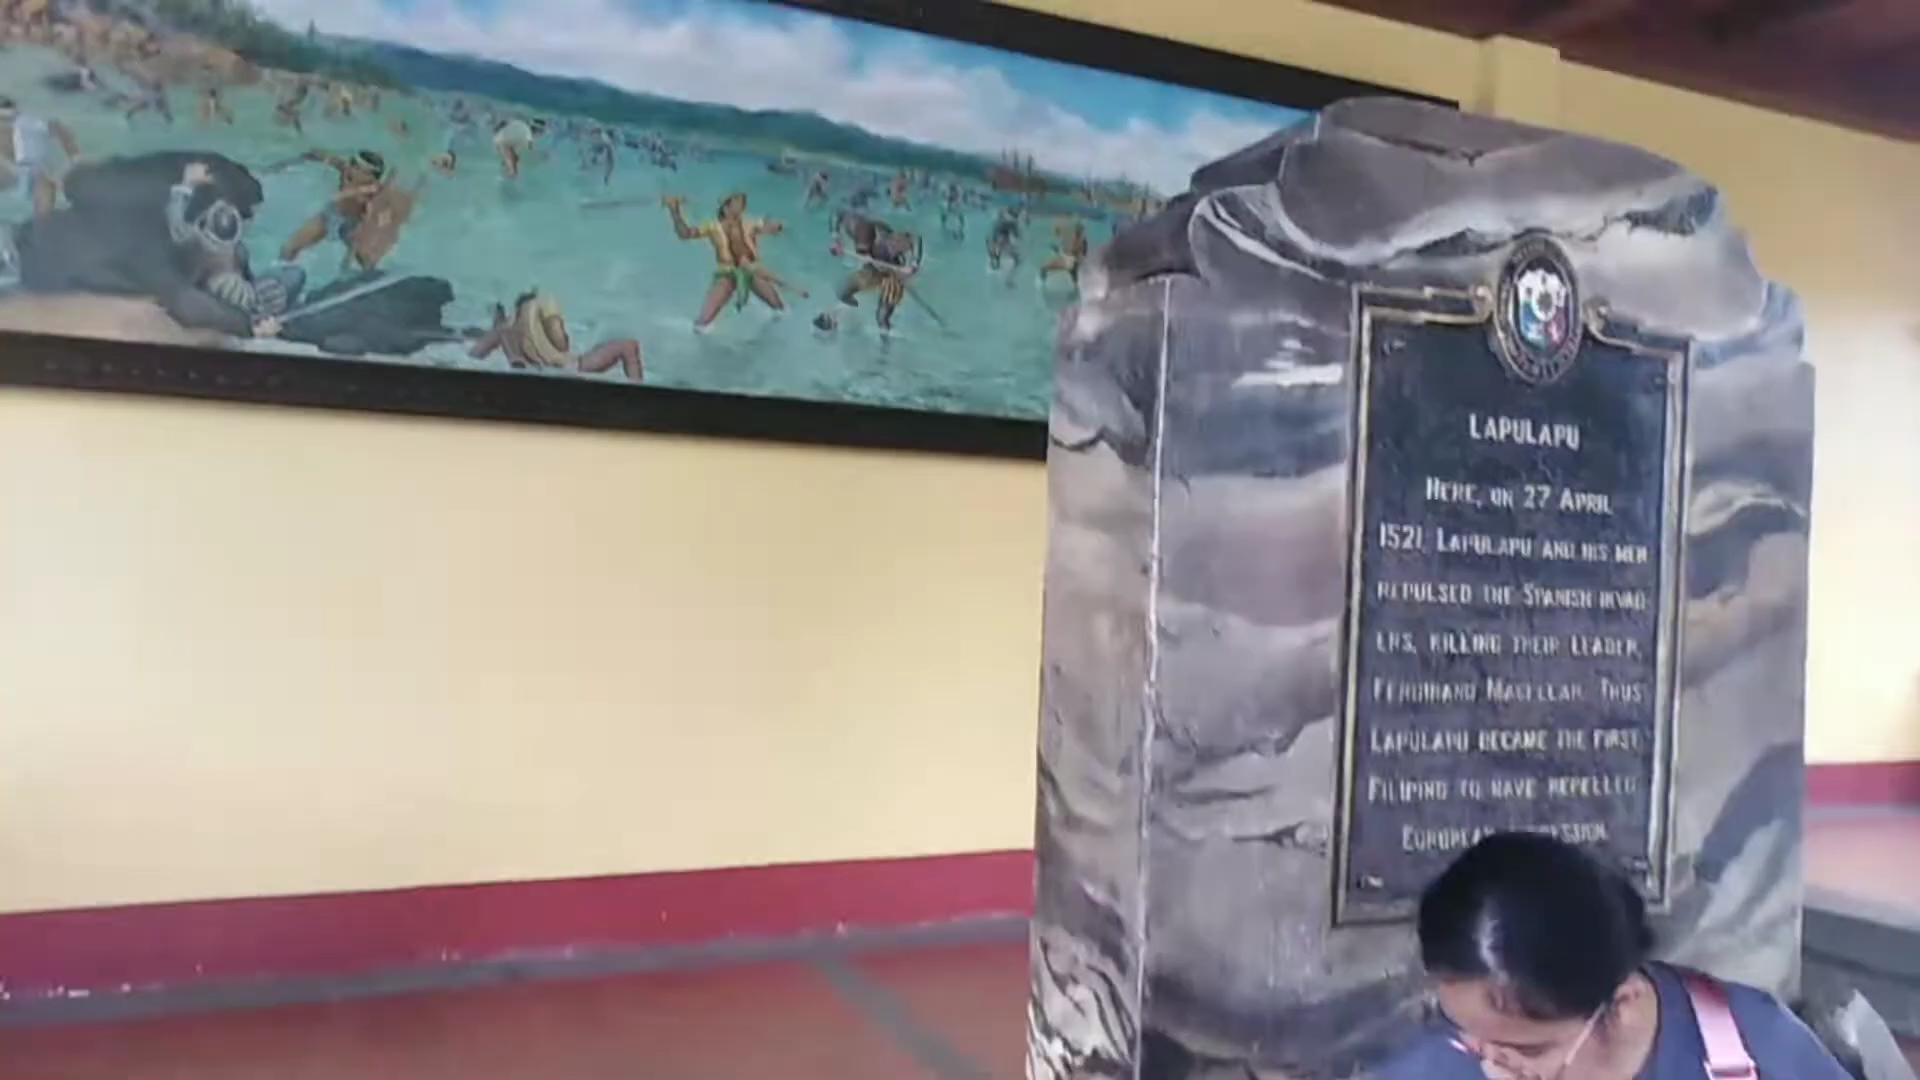 LAPULAPU
HERE, ON 27 APRIL
1521, LAPULAPU AND HIS MEN
REPULSED THE SPANISH INVAD
ERS, KILLING THEIR LEADER,
FERDINAND MAGELLAN. THUS
LAPULAPU BECAME THE FIRST
FILIPINO TO HAVE REPELLED
EUROPEAN